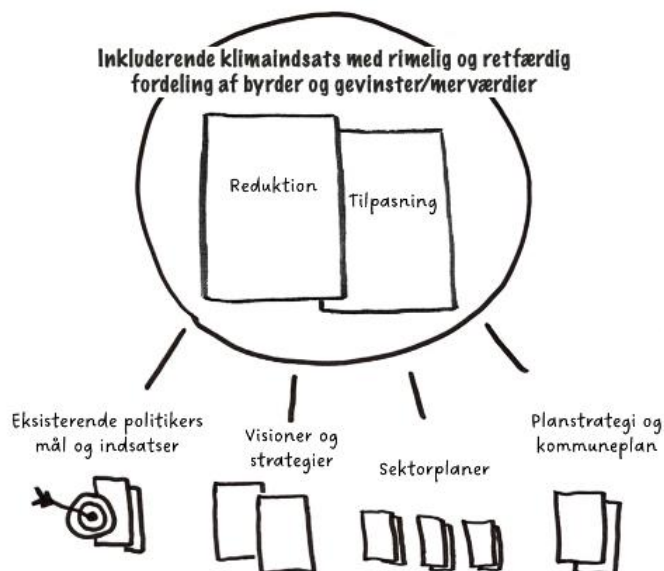 Inkluderende klimaindsats med rimelig og retfærdig
fordeling af byrder og gevinster/merværdier
Reduktion
Tilpasning
Eksisterende politikers
mål og indsatser
Visioner og
strategier
Sektorplaner
Planstrategi og
kommuneplan